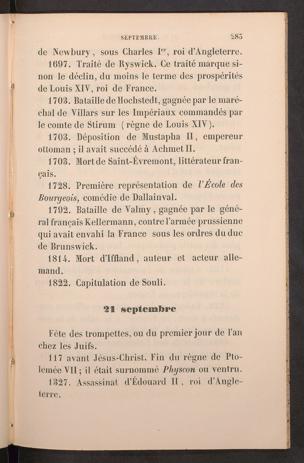 SEPTEMBRE. 285
de Newbury, sous Charles Ier, roi d'Angleterre.
1697. Traité de Ryswick. Ce traité marque si-
non le déclin, du moins le terme des prospérités
de Louis XIV, roi de France.
1703. Bataille de Hochstedt, gagnée par le maré-
chal de Villars sur les Impériaux commandés par
le comte de Stirum (règne de Louis XIV).
1703. Déposition de Mustapha II, empereur
ottoman; il avait succédé à Achmet II.
1703. Mort de Saint-Évremont, littérateur fran-
çais.
1728. Première représentation de l'École des
Bourgeois, comédie de Dallainval.
1792. Bataille de Valmy, gagnée par le géné-
ral français Kellermann, contre l'armée prussienne
qui avait envahi la France sous les ordres du duc
de Brunswick.
1814. Mort d'Iffland, auteur et acteur alle-
mand.
1822. Capitulation de Souli.
21 septembre
Fête des trompettes, ou du premier jour de l'an
chez les Juifs.
117 avant Jésus-Christ. Fin du règne de Pto-
lemée VII; il était surnommé Physcon ou ventru.
1327. Assassinat d'Édouard II, roi d'Angle-
terre.